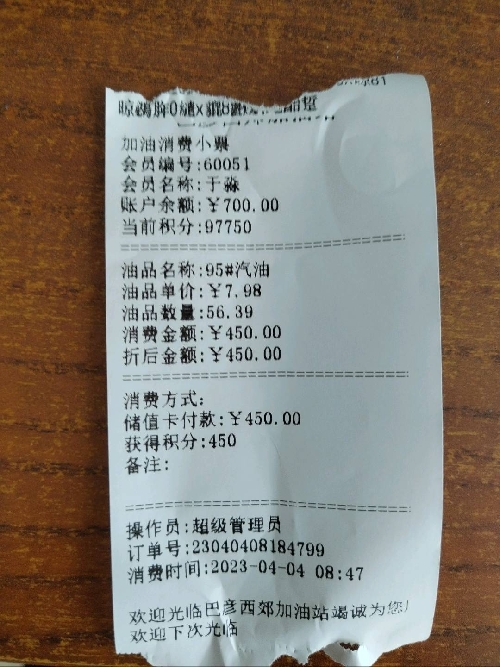 加油消费小票
会员编号:60051
会员名称:于淼
账户余额:￥700.00
当前积分:97750
油品名称:95#汽油
油品单价:￥7.98
油品数量:56.39
消费金额:￥450.00
折后金额:￥450.00
消费方式:
储值卡付款:￥450.00
获得积分:450
备注:
操作员:超级管理员
订单号:23040408184799
消费时间:2023-04-04 08:47
欢迎光临巴彦西郊加油站竭诚为您!
欢迎下次光临